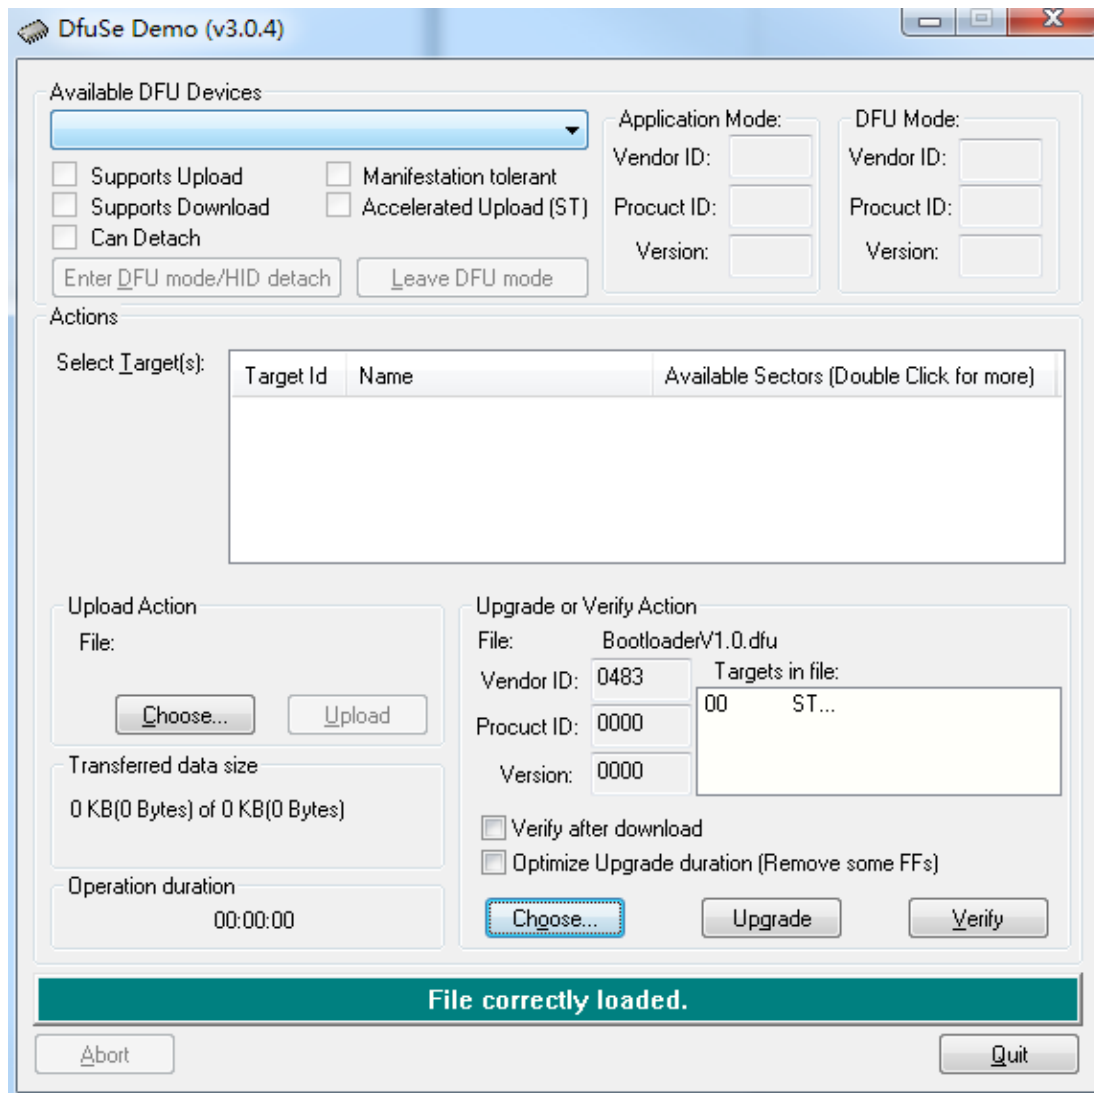 DfuSe Demo (v3.0.4)
Available DFU Devices
Application Mode:
DFU Mode:
Vendor ID:
Vendor ID:
Supports Upload
Manifestation tolerant
Supports Download
Accelerated Upload (ST)
Procuct ID:
Procuct ID:
Can Detach
Version:
Version:
Enter DFU mode/HID detach
Leave DFU mode
Actions
Select Target(s):
Target Id Name Available Sectors (Double Click for more)
Upload Action
File:
Choose...
Upload
Transferred data size
0 KB(0 Bytes) of 0 KB(0 Bytes)
Operation duration
00:00:00
Upgrade or Verify Action
File: BootloaderV1.0.dfu
Vendor ID: 0483
Targets in file:
00 ST...
Procuct ID: 0000
Version: 0000
Verify after download
Optimize Upgrade duration (Remove some FFs)
Choose...
Upgrade
Verify
File correctly loaded.
Abort
Quit